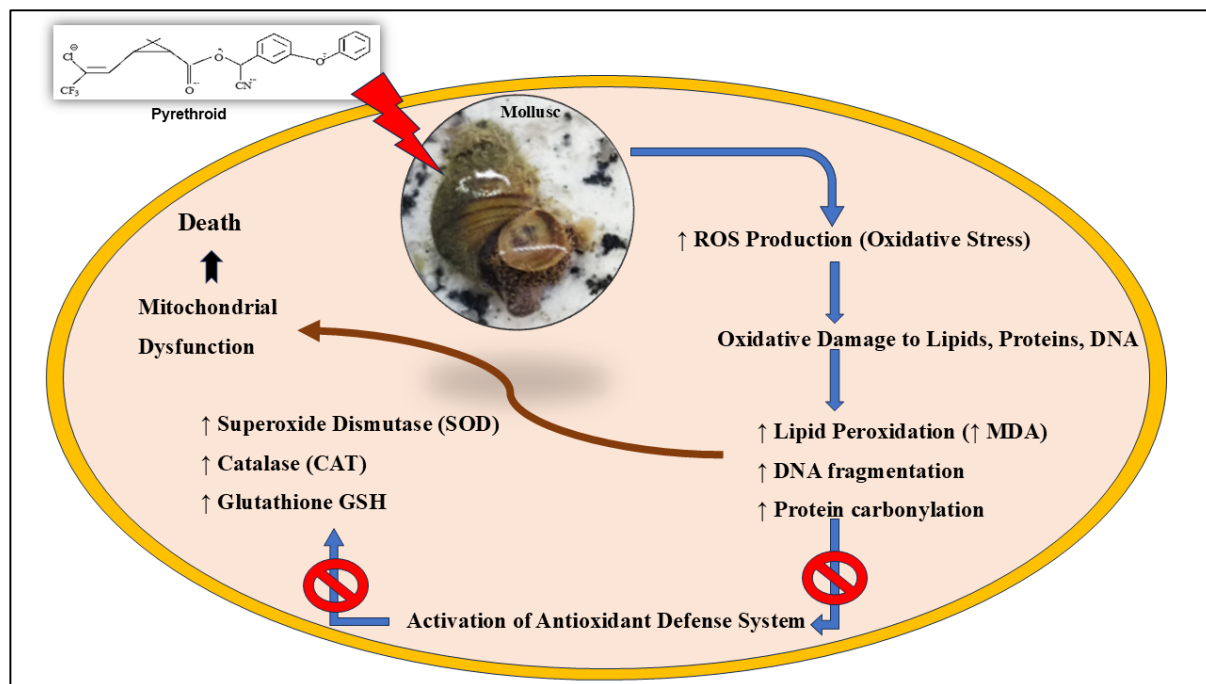 Cl
CF₃
O
O
CN
O
Pyrethroid
Mollusc
↑ ROS Production (Oxidative Stress)
Oxidative Damage to Lipids, Proteins, DNA
↑ Lipid Peroxidation (↑ MDA)
↑ DNA fragmentation
↑ Protein carbonylation
Activation of Antioxidant Defense System
↑ Superoxide Dismutase (SOD)
↑ Catalase (CAT)
↑ Glutathione GSH
Mitochondrial
Dysfunction
Death